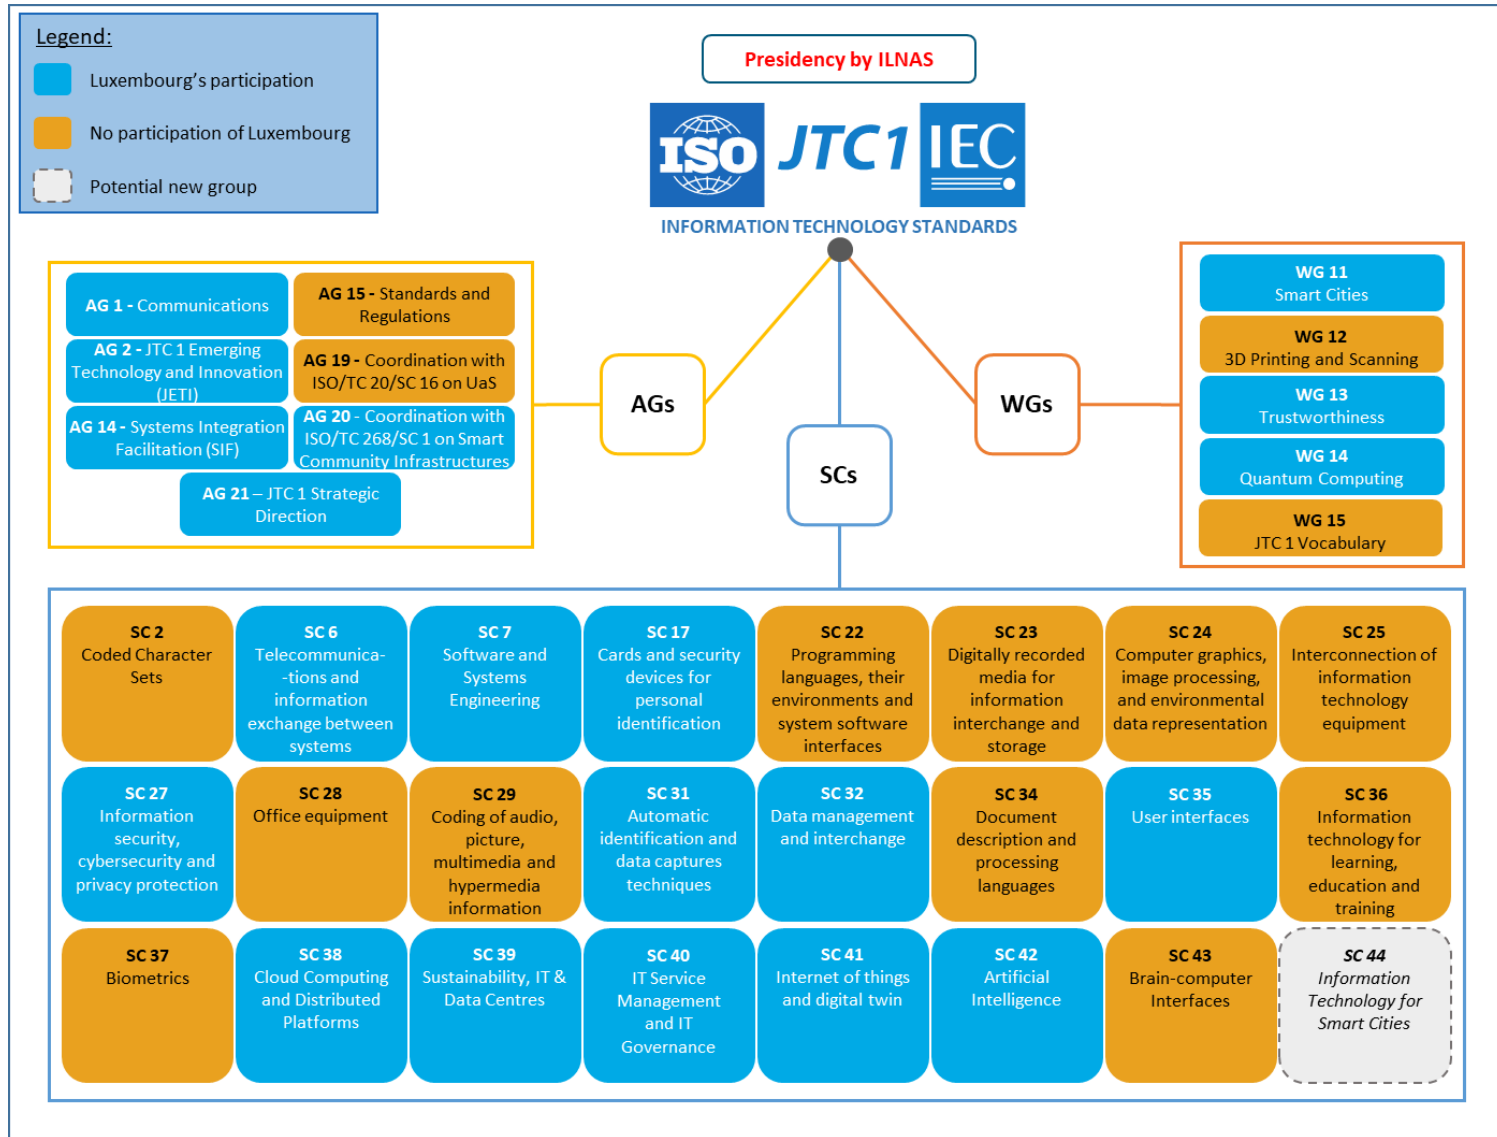 Legend:
Luxembourg's participation
No participation of Luxembourg
Potential new group
Presidency by ILNAS
ISO JTC1 IEC
INFORMATION TECHNOLOGY STANDARDS
AG 1 - Communications
AG 15 - Standards and
Regulations
AG 2 - JTC 1 Emerging
Technology and Innovation
(JETI)
AG 19 - Coordination with
ISO/TC 20/SC 16 on UaS
AG 14 - Systems Integration
Facilitation (SIF)
AG 20 - Coordination with
ISO/TC 268/SC 1 on Smart
Community Infrastructures
AG 21 – JTC 1 Strategic
Direction
AGs
SCs
WGs
WG 11
Smart Cities
WG 12
3D Printing and Scanning
WG 13
Trustworthiness
WG 14
Quantum Computing
WG 15
JTC 1 Vocabulary
SC 2
Coded Character
Sets
SC 6
Telecommunica-
-tions and
information
exchange between
systems
SC 7
Software and
Systems
Engineering
SC 17
Cards and security
devices for
personal
identification
SC 22
Programming
languages, their
environments and
system software
interfaces
SC 23
Digitally recorded
media for
information
interchange and
storage
SC 24
Computer graphics,
image processing,
and environmental
data representation
SC 25
Interconnection of
information
technology
equipment
SC 27
Information
security,
cybersecurity and
privacy protection
SC 28
Office equipment
SC 29
Coding of audio,
picture,
multimedia and
hypermedia
information
SC 31
Automatic
identification and
data captures
techniques
SC 32
Data management
and interchange
SC 34
Document
description and
processing
languages
SC 35
User interfaces
SC 36
Information
technology for
learning,
education and
training
SC 37
Biometrics
SC 38
Cloud Computing
and Distributed
Platforms
SC 39
Sustainability, IT &
Data Centres
SC 40
IT Service
Management
and IT
Governance
SC 41
Internet of things
and digital twin
SC 42
Artificial
Intelligence
SC 43
Brain-computer
Interfaces
SC 44
Information
Technology for
Smart Cities